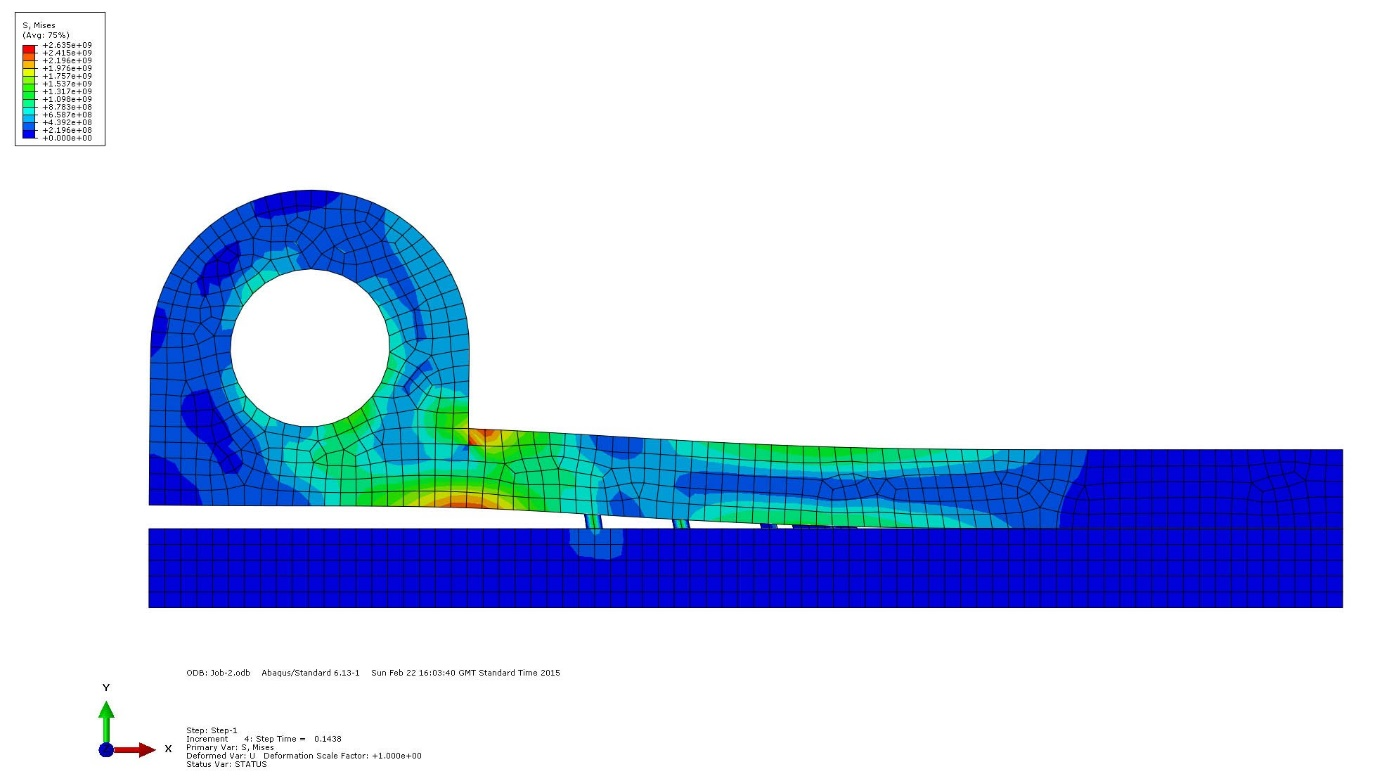 S, Mises
(Avg: 75%)
+2.635e+09
+2.415e+09
+2.196e+09
+1.976e+09
+1.757e+09
+1.537e+09
+1.317e+09
+1.098e+09
+8.783e+08
+6.587e+08
+4.392e+08
+2.196e+08
+0.000e+00
ODB: Job-2.odb    Abaqus/Standard 6.13-1    Sun Feb 22 16:03:40 GMT Standard Time 2015
Y
X
Step: Step-1
Increment      4: Step Time =    0.1438
Primary Var: S, Mises
Deformed Var: U   Deformation Scale Factor: +1.000e+00
Status Var: STATUS